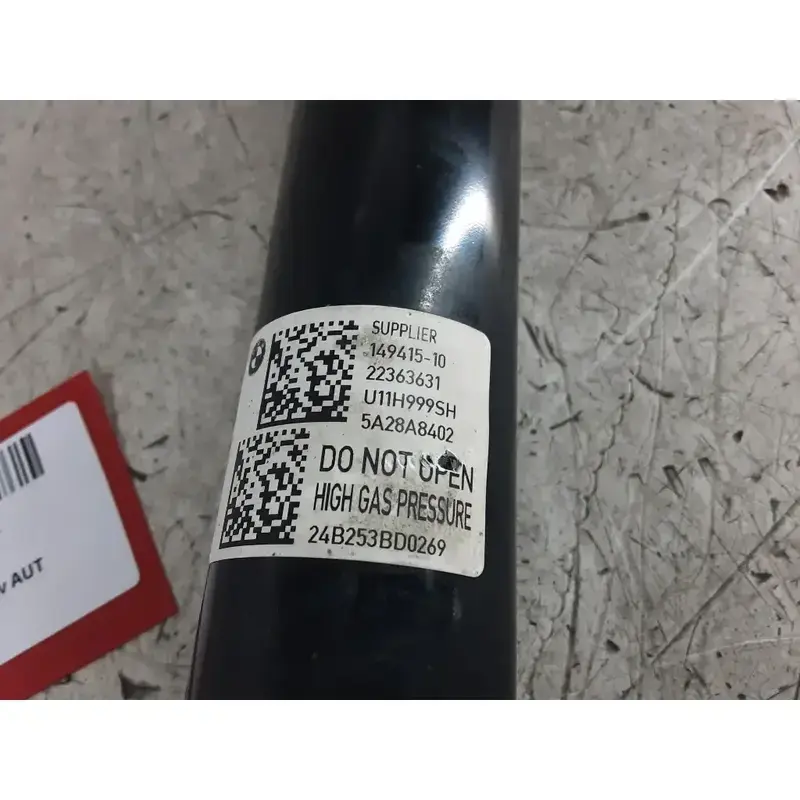 SUPPLIER
149415-10
22363631
U11H999SH
5A28A8402
DO NOT OPEN
HIGH GAS PRESSURE
24B253BD0269
AUT